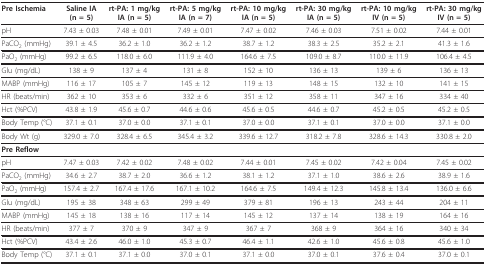 Pre Ischemia Saline IA (n = 5) rt-PA: 1 mg/kg IA (n = 5) rt-PA: 5 mg/kg IA (n = 7) rt-PA: 10 mg/kg IA (n = 5) rt-PA: 30 mg/kg IA (n = 5) rt-PA: 10 mg/kg IV (n = 5) rt-PA: 30 mg/kg IV (n = 5)
pH 7.43 ± 0.03 7.48 ± 0.01 7.49 ± 0.01 7.47 ± 0.02 7.46 ± 0.03 7.51 ± 0.02 7.44 ± 0.01
PaCO2 (mmHg) 39.1 ± 4.5 36.2 ± 1.0 36.2 ± 1.2 38.7 ± 1.2 38.3 ± 2.5 35.2 ± 2.1 41.3 ± 1.6
PaO2 (mmHg) 99.2 ± 6.5 118.0 ± 6.0 111.9 ± 4.0 164.6 ± 7.5 109.0 ± 8.7 110.0 ± 11.9 106.4 ± 4.5
Glu (mg/dL) 138 ± 9 137 ± 4 131 ± 8 152 ± 10 136 ± 13 139 ± 6 136 ± 13
MABP (mmHg) 116 ± 17 105 ± 7 145 ± 12 119 ± 13 148 ± 15 132 ± 10 141 ± 15
HR (beats/min) 362 ± 10 353 ± 6 332 ± 6 351 ± 12 358 ± 11 347 ± 16 334 ± 40
Hct (%PCV) 43.8 ± 1.9 45.6 ± 0.7 44.6 ± 0.6 45.6 ± 0.5 44.6 ± 0.7 45.2 ± 0.5 45.2 ± 0.5
Body Temp (°C) 37.1 ± 0.1 37.0 ± 0.0 37.1 ± 0.1 37.0 ± 0.0 37.1 ± 0.1 37.0 ± 0.0 37.1 ± 0.0
Body Wt (g) 329.0 ± 7.0 328.4 ± 6.5 345.4 ± 3.2 339.6 ± 12.7 318.2 ± 7.8 328.6 ± 14.3 330.8 ± 2.0
Pre Reflow
pH 7.47 ± 0.03 7.42 ± 0.02 7.48 ± 0.02 7.44 ± 0.01 7.45 ± 0.02 7.42 ± 0.04 7.45 ± 0.02
PaCO2 (mmHg) 34.6 ± 2.7 38.7 ± 2.0 36.6 ± 1.2 38.1 ± 1.2 37.1 ± 1.0 38.6 ± 2.6 38.9 ± 1.6
PaO2 (mmHg) 157.4 ± 2.7 167.4 ± 17.6 167.1 ± 10.2 164.6 ± 7.5 149.4 ± 12.3 145.8 ± 13.4 136.0 ± 6.6
Glu (mg/dL) 195 ± 38 348 ± 63 299 ± 49 379 ± 81 196 ± 13 243 ± 44 204 ± 11
MABP (mmHg) 145 ± 18 138 ± 16 117 ± 14 145 ± 12 137 ± 14 138 ± 19 164 ± 16
HR (beats/min) 377 ± 7 370 ± 9 347 ± 9 367 ± 7 368 ± 9 364 ± 16 340 ± 34
Hct (%PCV) 43.4 ± 2.6 46.0 ± 1.0 45.3 ± 0.7 46.4 ± 1.1 42.6 ± 1.0 45.6 ± 0.8 45.6 ± 1.0
Body Temp (°C) 37.1 ± 0.1 37.1 ± 0.0 37.0 ± 0.1 37.1 ± 0.0 37.0 ± 0.1 37.6 ± 0.4 37.0 ± 0.1